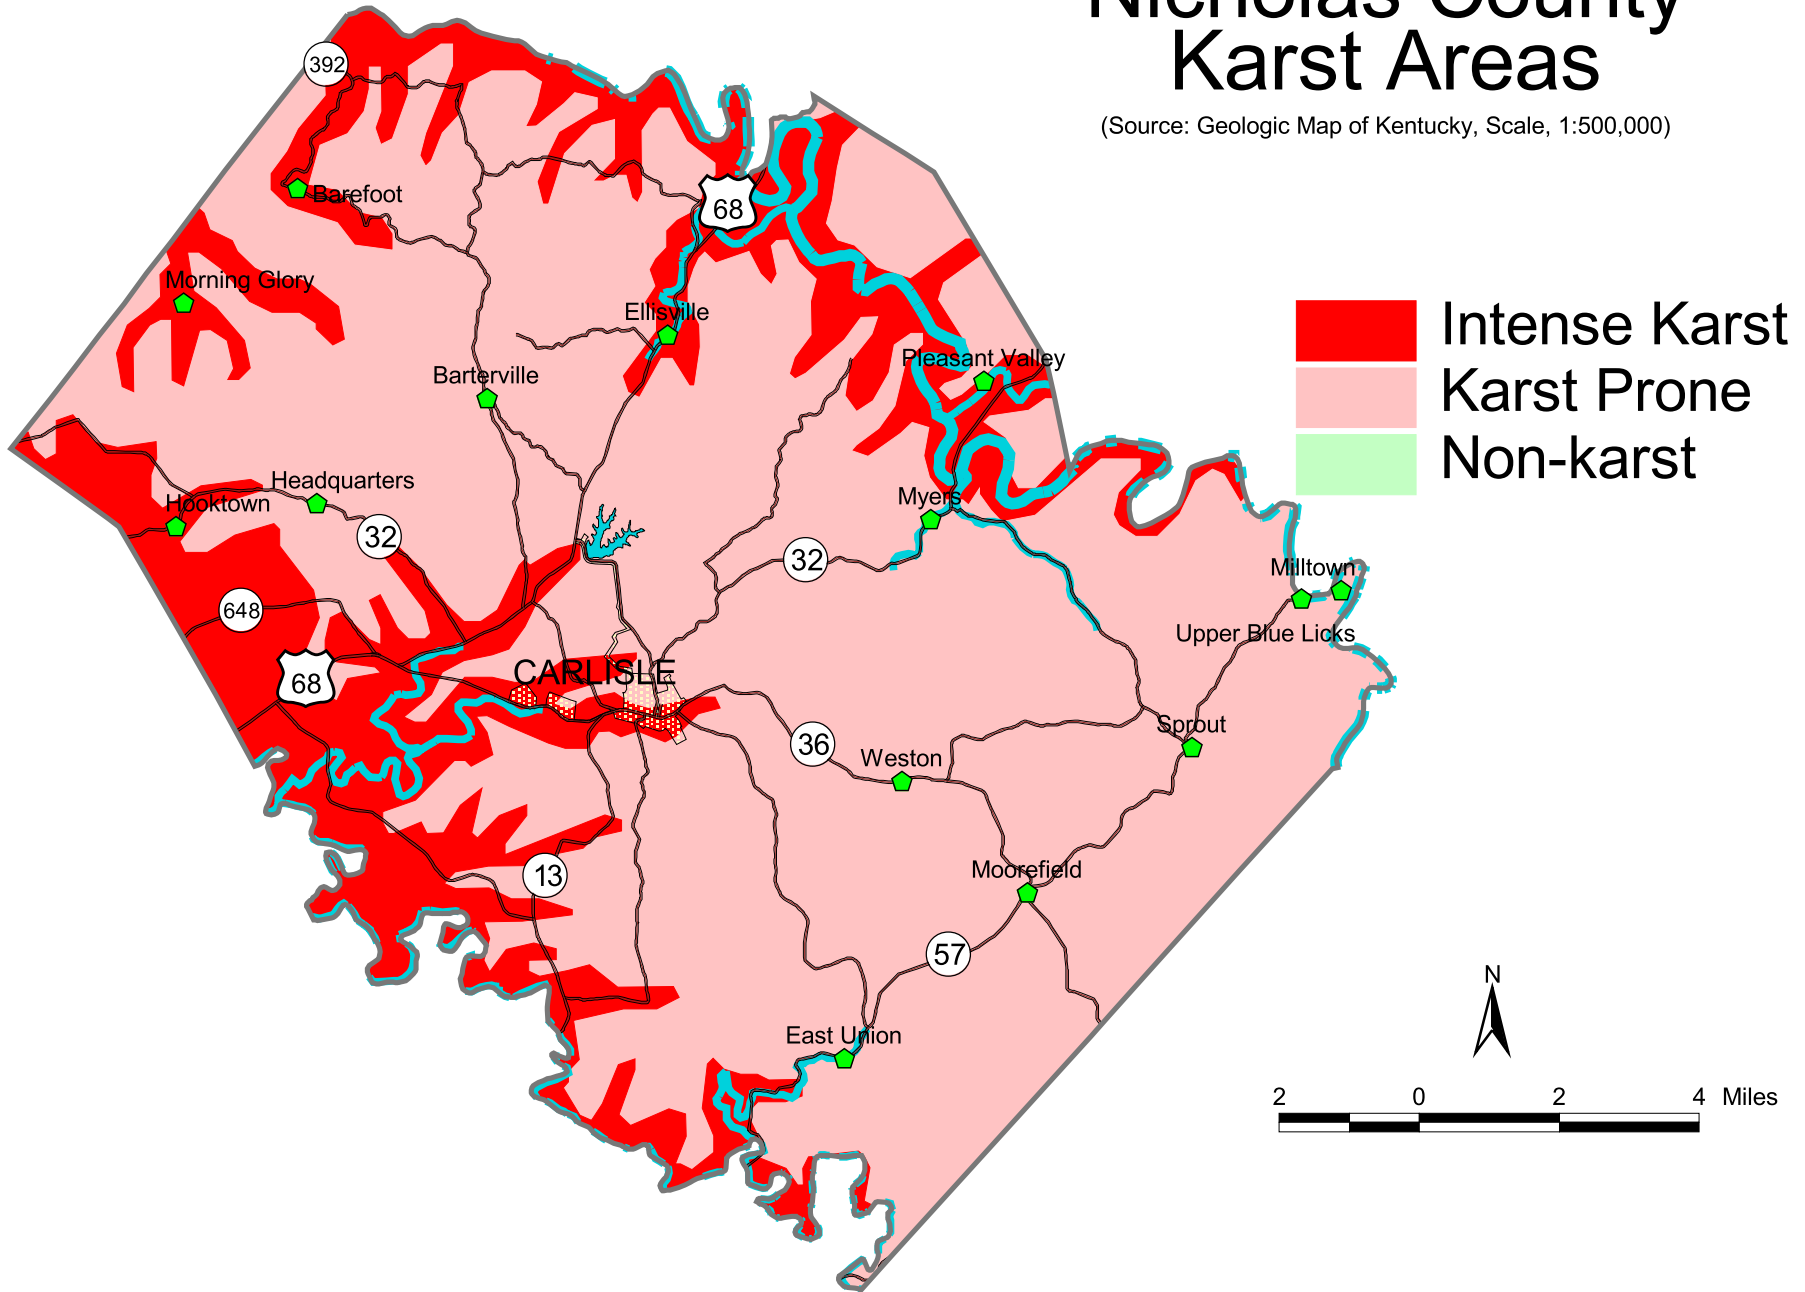 Nicholas County
Karst Areas
(Source: Geologic Map of Kentucky, Scale, 1:500,000)
392
Barefoot
68
Morning Glory
Ellisville
Intense Karst
Pleasant Valley
Barterville
Karst Prone
Non-karst
Headquarters
Hooktown
Myers
32
32
Milltown
648
Upper Blue Licks
CARLISLE
68
Sprout
36
Weston
Moorefield
13
57
N
East Union
2 0 2 4 Miles